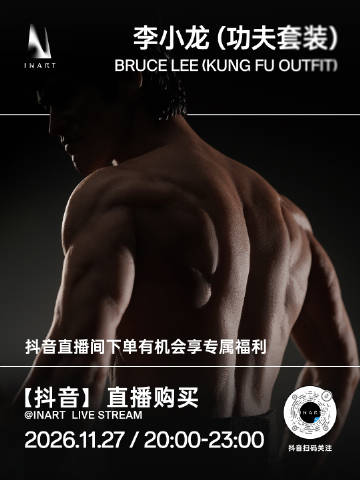 李小龙（功夫套装）
BRUCE LEE (KUNG FU OUTFIT)
INART
抖音直播间下单有机会享专属福利
【抖音】直播购买
@INART LIVE STREAM
2026.11.27 / 20:00-23:00
INART
抖音扫码关注